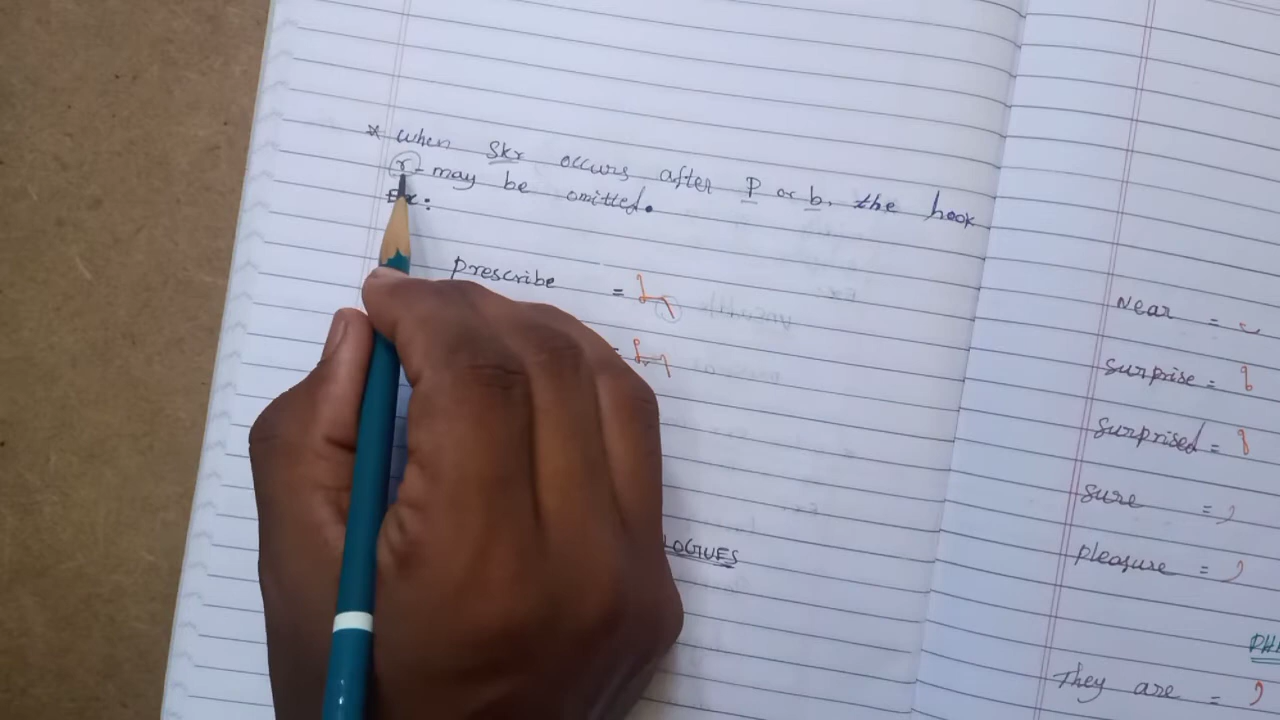 * When Skr occurs after P or b, the hook
r - may be omitted.
Ex:
Prescribe =
=
LOGUES
Near =
Surprise =
Surprised =
Sure =
Pleasure =
They are =